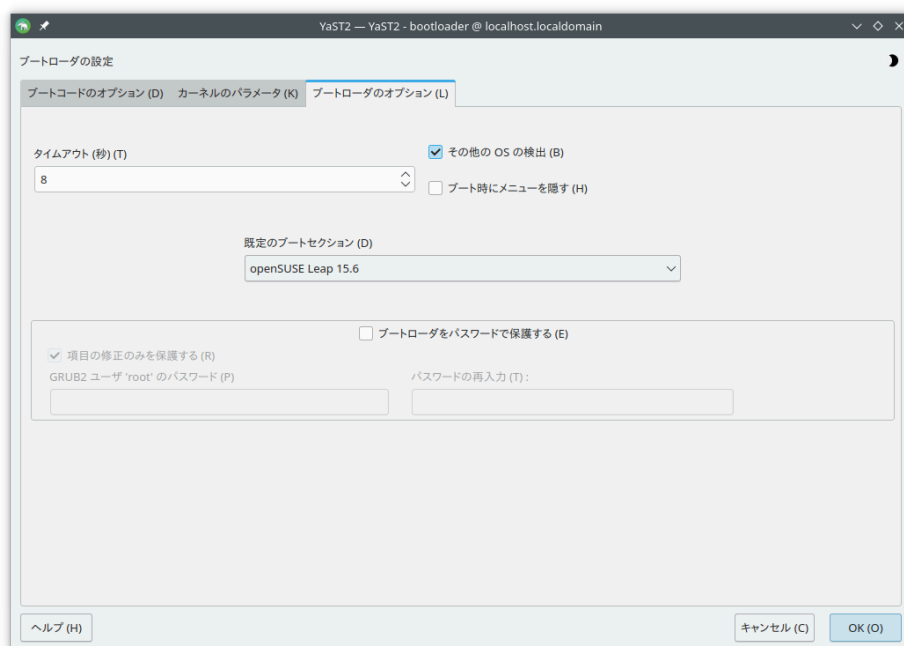 YaST2 — YaST2 - bootloader @ localhost.localdomain
ブートローダの設定
ブートコードのオプション (D) カーネルのパラメータ (K) ブートローダのオプション (L)
タイムアウト (秒) (T)
8
その他の OS の検出 (B)
ブート時にメニューを隠す (H)
既定のブートセクション (D)
openSUSE Leap 15.6
ブートローダをパスワードで保護する (E)
項目の修正のみを保護する (R)
GRUB2 ユーザ 'root' のパスワード (P)
パスワードの再入力 (T) :
ヘルプ (H)
キャンセル (C)
OK (O)